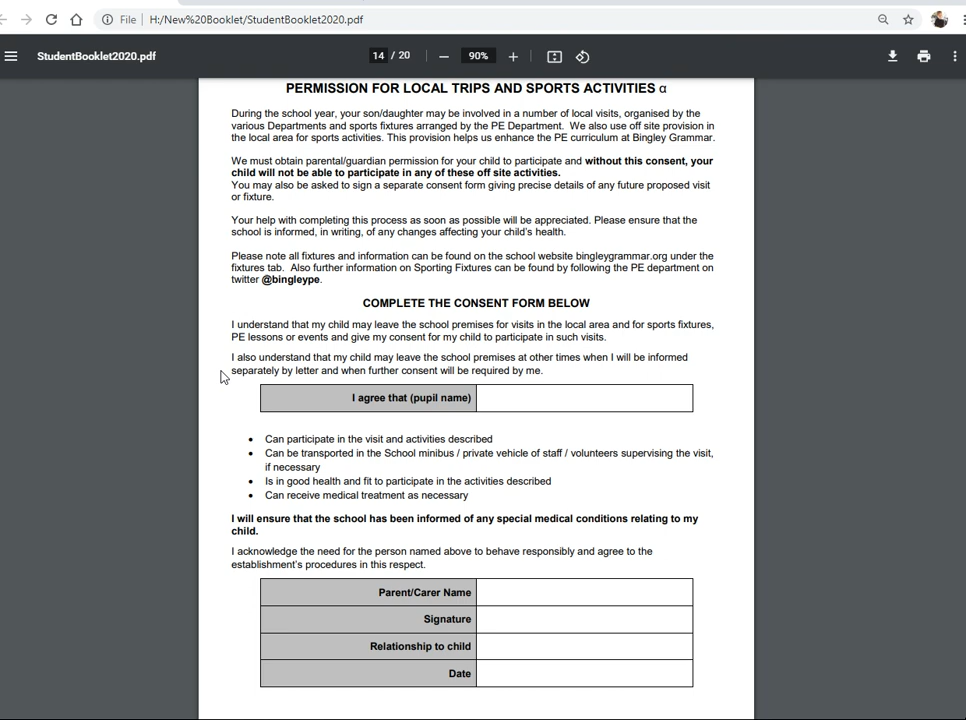 File | H:/New%20Booklet/StudentBooklet2020.pdf
StudentBooklet2020.pdf
14 / 20
90%
PERMISSION FOR LOCAL TRIPS AND SPORTS ACTIVITIES α
During the school year, your son/daughter may be involved in a number of local visits, organised by the
various Departments and sports fixtures arranged by the PE Department.  We also use off site provision in
the local area for sports activities. This provision helps us enhance the PE curriculum at Bingley Grammar.
We must obtain parental/guardian permission for your child to participate and without this consent, your
child will not be able to participate in any of these off site activities.
You may also be asked to sign a separate consent form giving precise details of any future proposed visit
or fixture.
Your help with completing this process as soon as possible will be appreciated. Please ensure that the
school is informed, in writing, of any changes affecting your child's health.
Please note all fixtures and information can be found on the school website bingleygrammar.org under the
fixtures tab.  Also further information on Sporting Fixtures can be found by following the PE department on
twitter @bingleype.
COMPLETE THE CONSENT FORM BELOW
I understand that my child may leave the school premises for visits in the local area and for sports fixtures,
PE lessons or events and give my consent for my child to participate in such visits.
I also understand that my child may leave the school premises at other times when I will be informed
separately by letter and when further consent will be required by me.
I agree that (pupil name)
• Can participate in the visit and activities described
• Can be transported in the School minibus / private vehicle of staff / volunteers supervising the visit,
if necessary
• Is in good health and fit to participate in the activities described
• Can receive medical treatment as necessary
I will ensure that the school has been informed of any special medical conditions relating to my
child.
I acknowledge the need for the person named above to behave responsibly and agree to the
establishment's procedures in this respect.
Parent/Carer Name
Signature
Relationship to child
Date